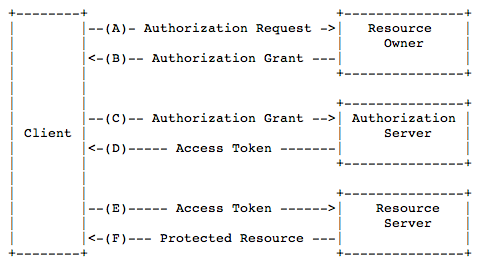 +--------+                               +---------------+
|        |--(A)- Authorization Request ->|   Resource    |
|        |                               |     Owner     |
|        |<-(B)-- Authorization Grant ---|               |
|        |                               +---------------+
|        |
|        |                               +---------------+
|        |--(C)-- Authorization Grant -->| Authorization |
| Client |                               |     Server    |
|        |<-(D)----- Access Token -------|               |
|        |                               +---------------+
|        |
|        |                               +---------------+
|        |--(E)----- Access Token ------>|    Resource   |
|        |                               |     Server    |
|        |<-(F)--- Protected Resource ---|               |
+--------+                               +---------------+